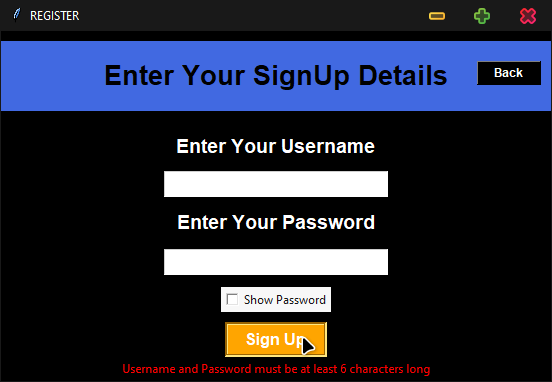 REGISTER
Enter Your SignUp Details
Back
Enter Your Username
Enter Your Password
Show Password
Sign Up
Username and Password must be at least 6 characters long